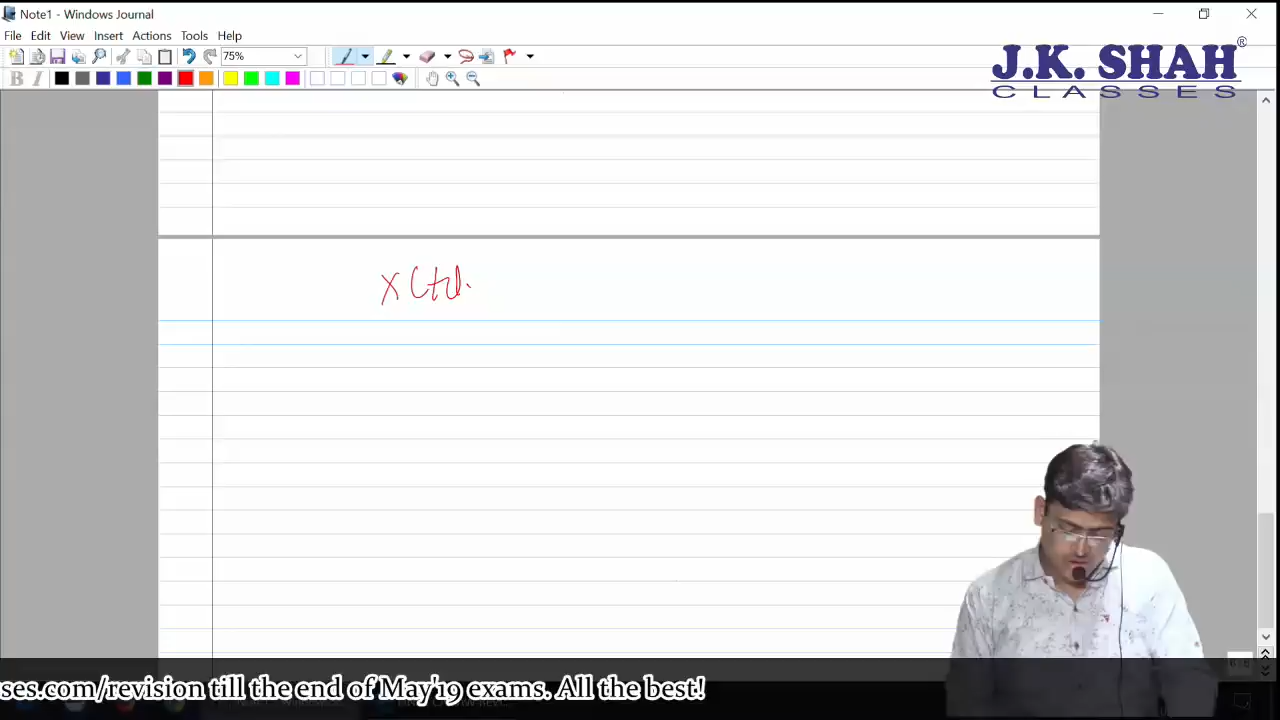 Note1 - Windows Journal
File Edit View Insert Actions Tools Help
75%
B I
J.K. SHAH®
CLASSES
X Ltd.
ses.com/revision till the end of May'19 exams. All the best!